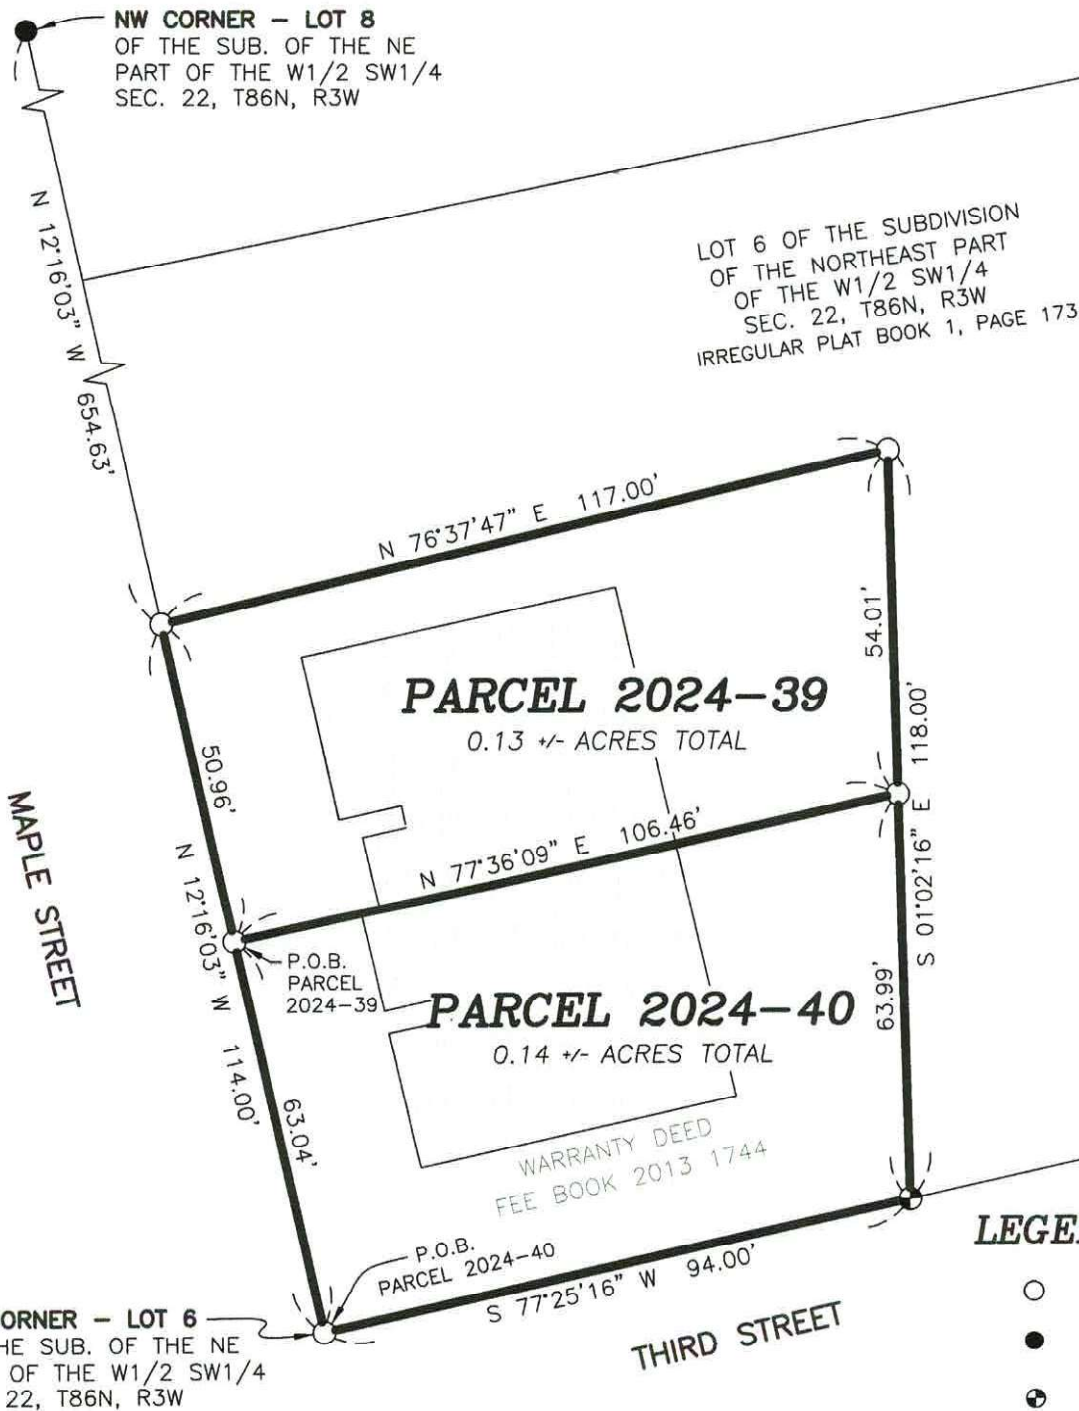 NW CORNER – LOT 8
OF THE SUB. OF THE NE
PART OF THE W1/2 SW1/4
SEC. 22, T86N, R3W
N 12°16'03" W 654.63'
LOT 6 OF THE SUBDIVISION
OF THE NORTHEAST PART
OF THE W1/2 SW1/4
SEC. 22, T86N, R3W
IRREGULAR PLAT BOOK 1, PAGE 173
N 76°37'47" E 117.00'
54.01'
PARCEL 2024–39
0.13 +/- ACRES TOTAL
50.96'
N 77°36'09" E 106.46'
S 01°02'16" E 118.00'
MAPLE STREET
N 12°16'03" W 114.00'
P.O.B.
PARCEL
2024–39
PARCEL 2024–40
0.14 +/- ACRES TOTAL
63.99'
63.04'
WARRANTY DEED
FEE BOOK 2013 1744
P.O.B.
PARCEL 2024–40
S 77°25'16" W 94.00'
THIRD STREET
LEGE
ORNER – LOT 6
HE SUB. OF THE NE
OF THE W1/2 SW1/4
22, T86N, R3W